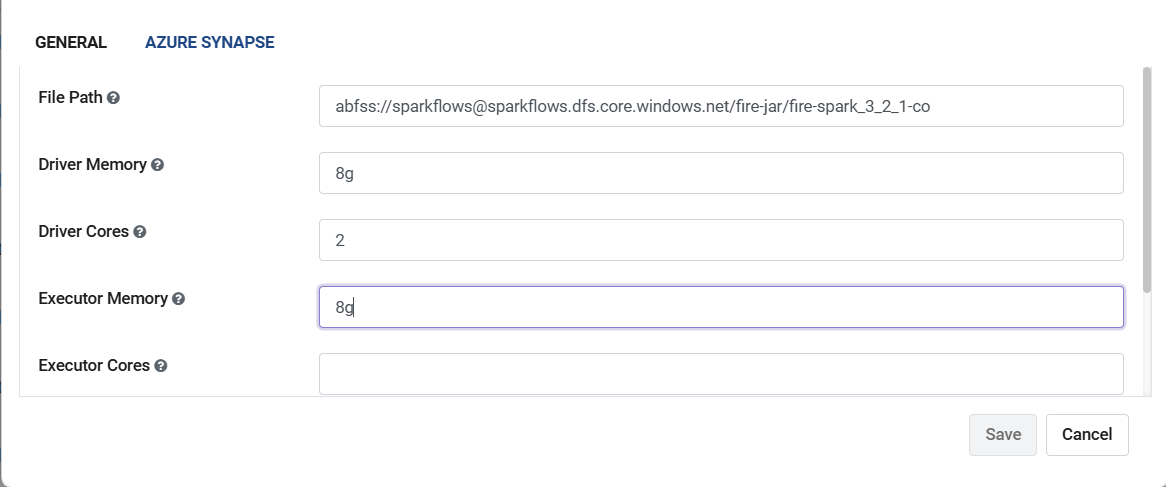 GENERAL AZURE SYNAPSE
File Path
abfss://sparkflows@sparkflows.dfs.core.windows.net/fire-jar/fire-spark_3_2_1-co
Driver Memory
8g
Driver Cores
2
Executor Memory
8g
Executor Cores
Save Cancel